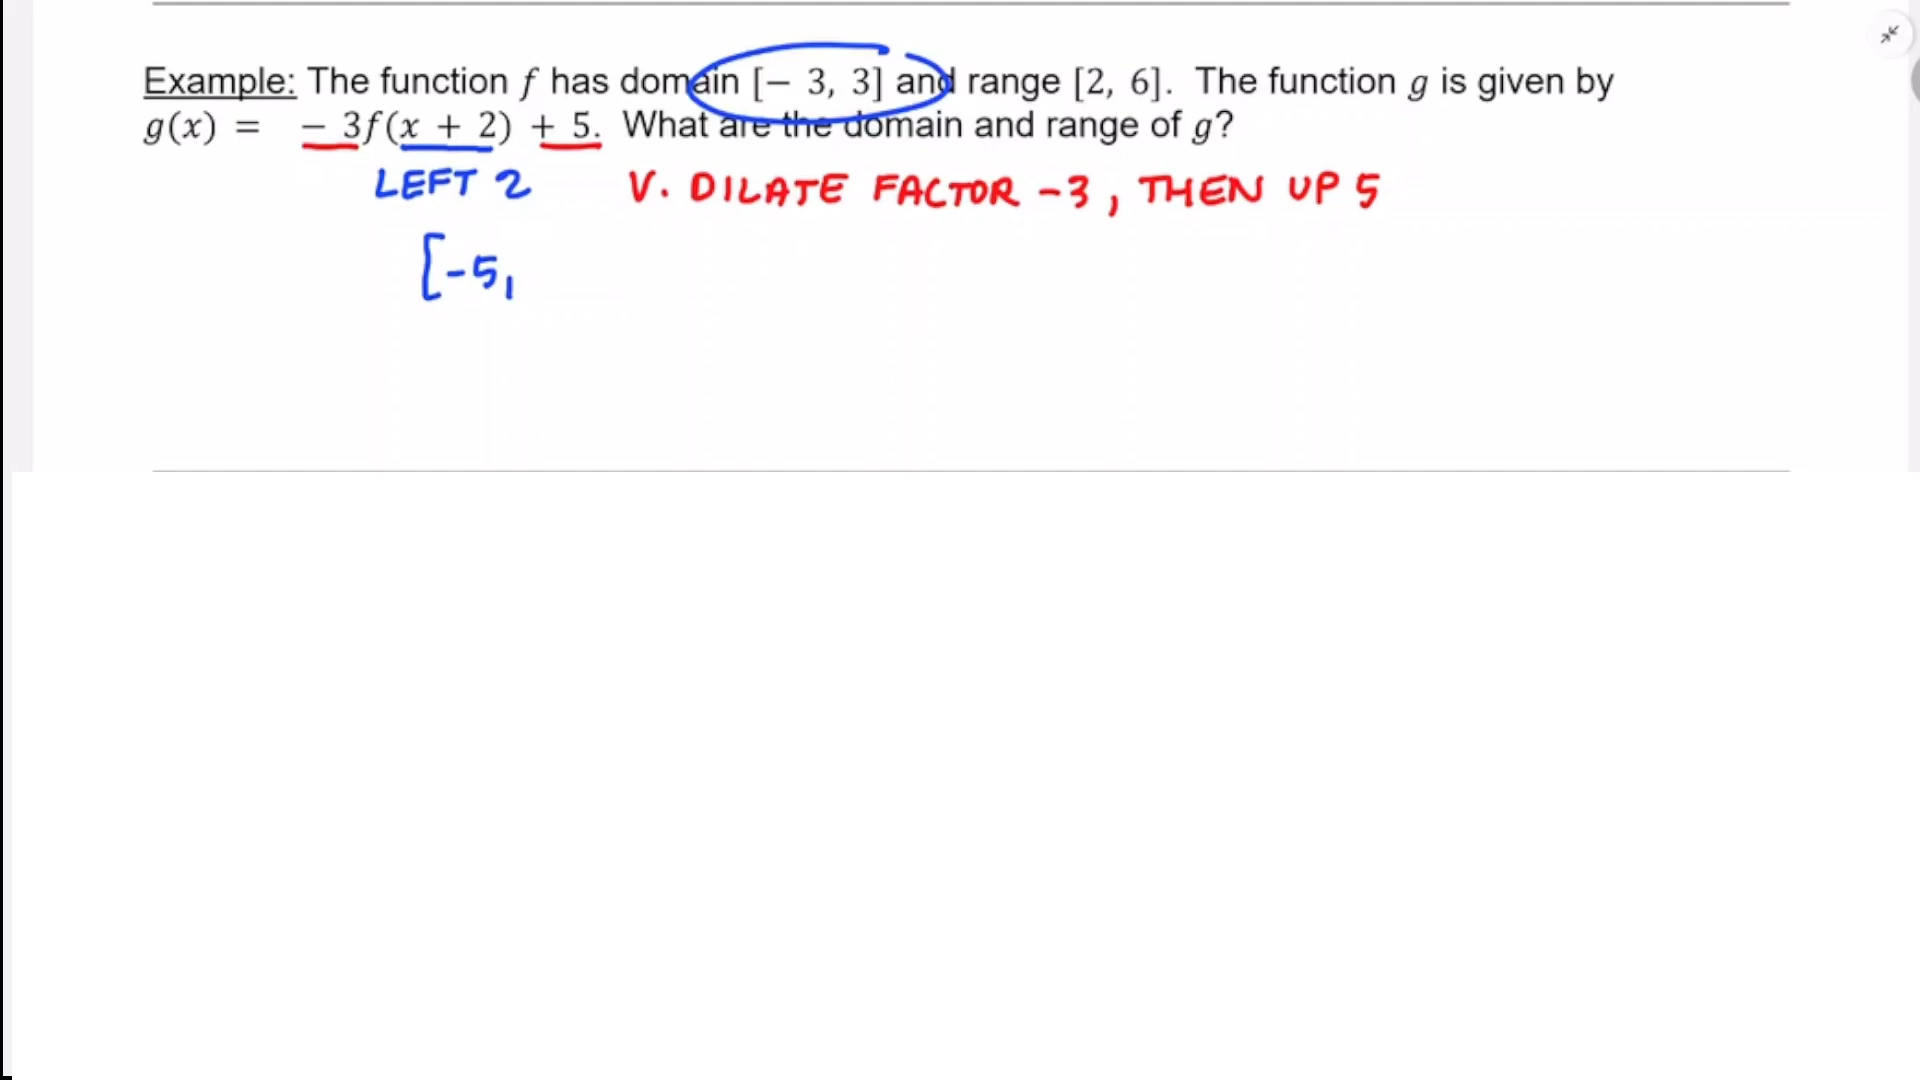 Example: The function f has domain [− 3, 3] and range [2, 6]. The function g is given by
g(x) = − 3f(x + 2) + 5. What are the domain and range of g?
LEFT 2 V. DILATE FACTOR -3, THEN UP 5
[-5,